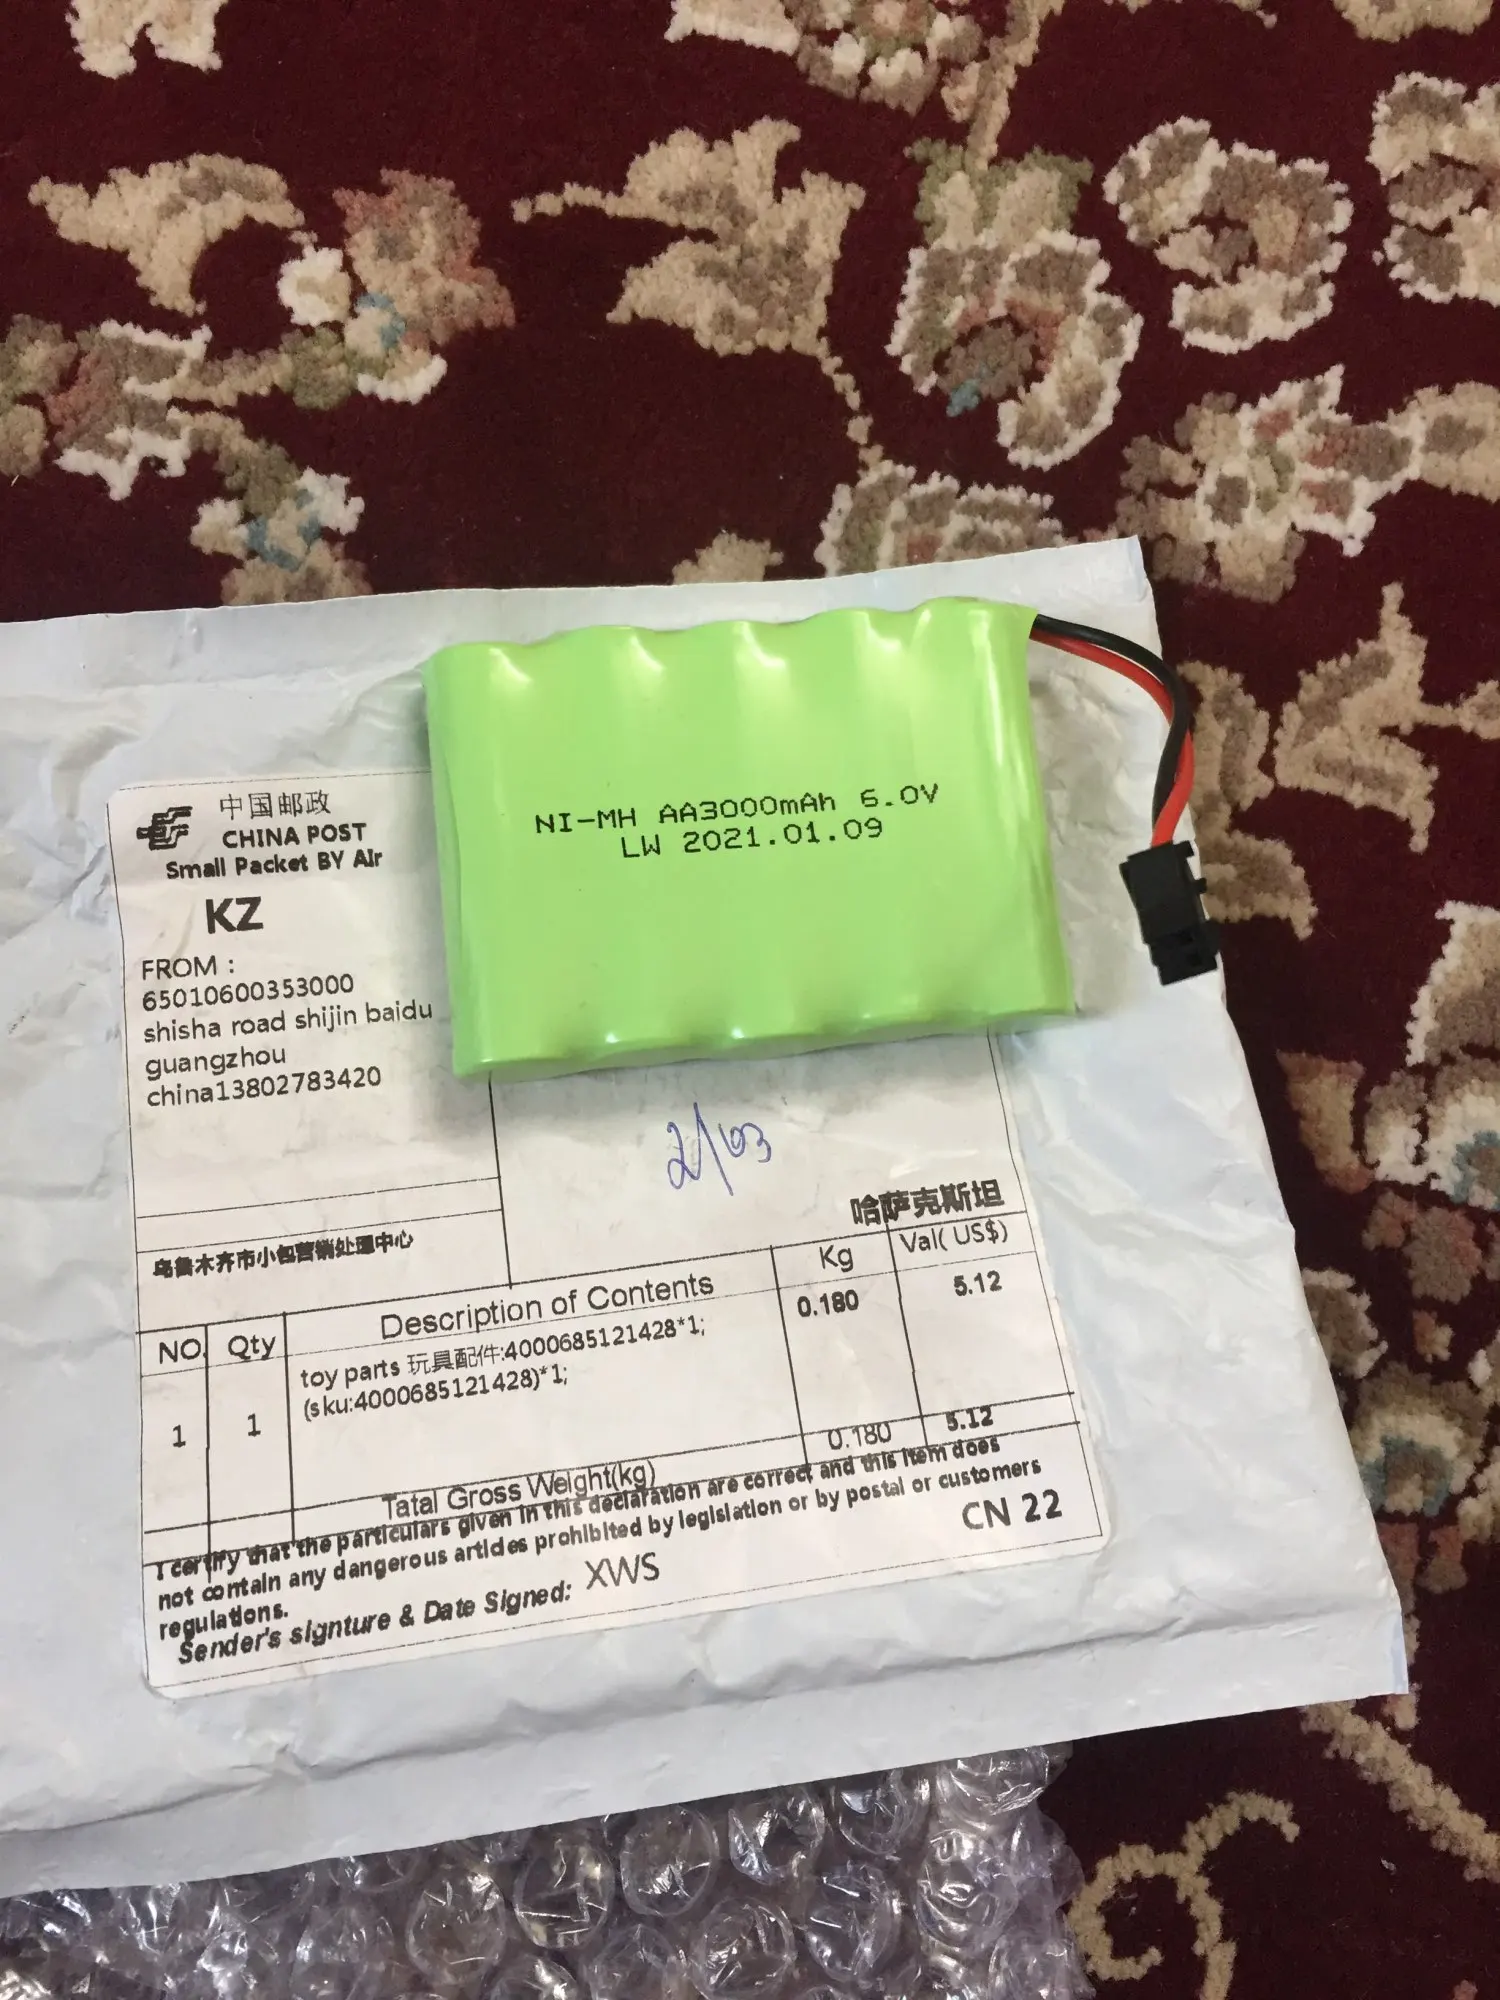 NI-MH AA3000mAh 6.0V
LW 2021.01.09
中国邮政
CHINA POST
Small Packet BY Air
KZ
FROM :
65010600353000
shisha road shijin baidu
guangzhou
china13802783420
2/03
哈萨克斯坦
乌鲁木齐市小包营销处理中心
NO. Qty Description of Contents Kg Val( US$)
1 1 toy parts 玩具配件:4000685121428*1; 0.180 5.12
(sku:4000685121428)*1;
Tatal Gross Weight(kg) 0.180 5.12
I certify that the particulars given in this declaration are correct and this item does
not contain any dangerous articles prohibited by legislation or by postal or customers
regulations.
Sender's signture & Date Signed: XWS
CN 22